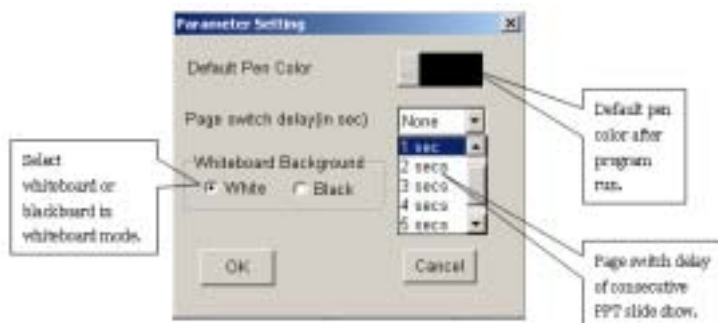 Parameter Setting
Default Pen Color
Page switch delay(in sec)
None
1 sec
2 secs
3 secs
4 secs
5 secs
Whiteboard Background
White
Black
OK
Cancel
Select
whiteboard or
blackboard in
whiteboard mode.
Default pen
color after
program
run.
Page switch delay
of consecutive
PPT slide show.